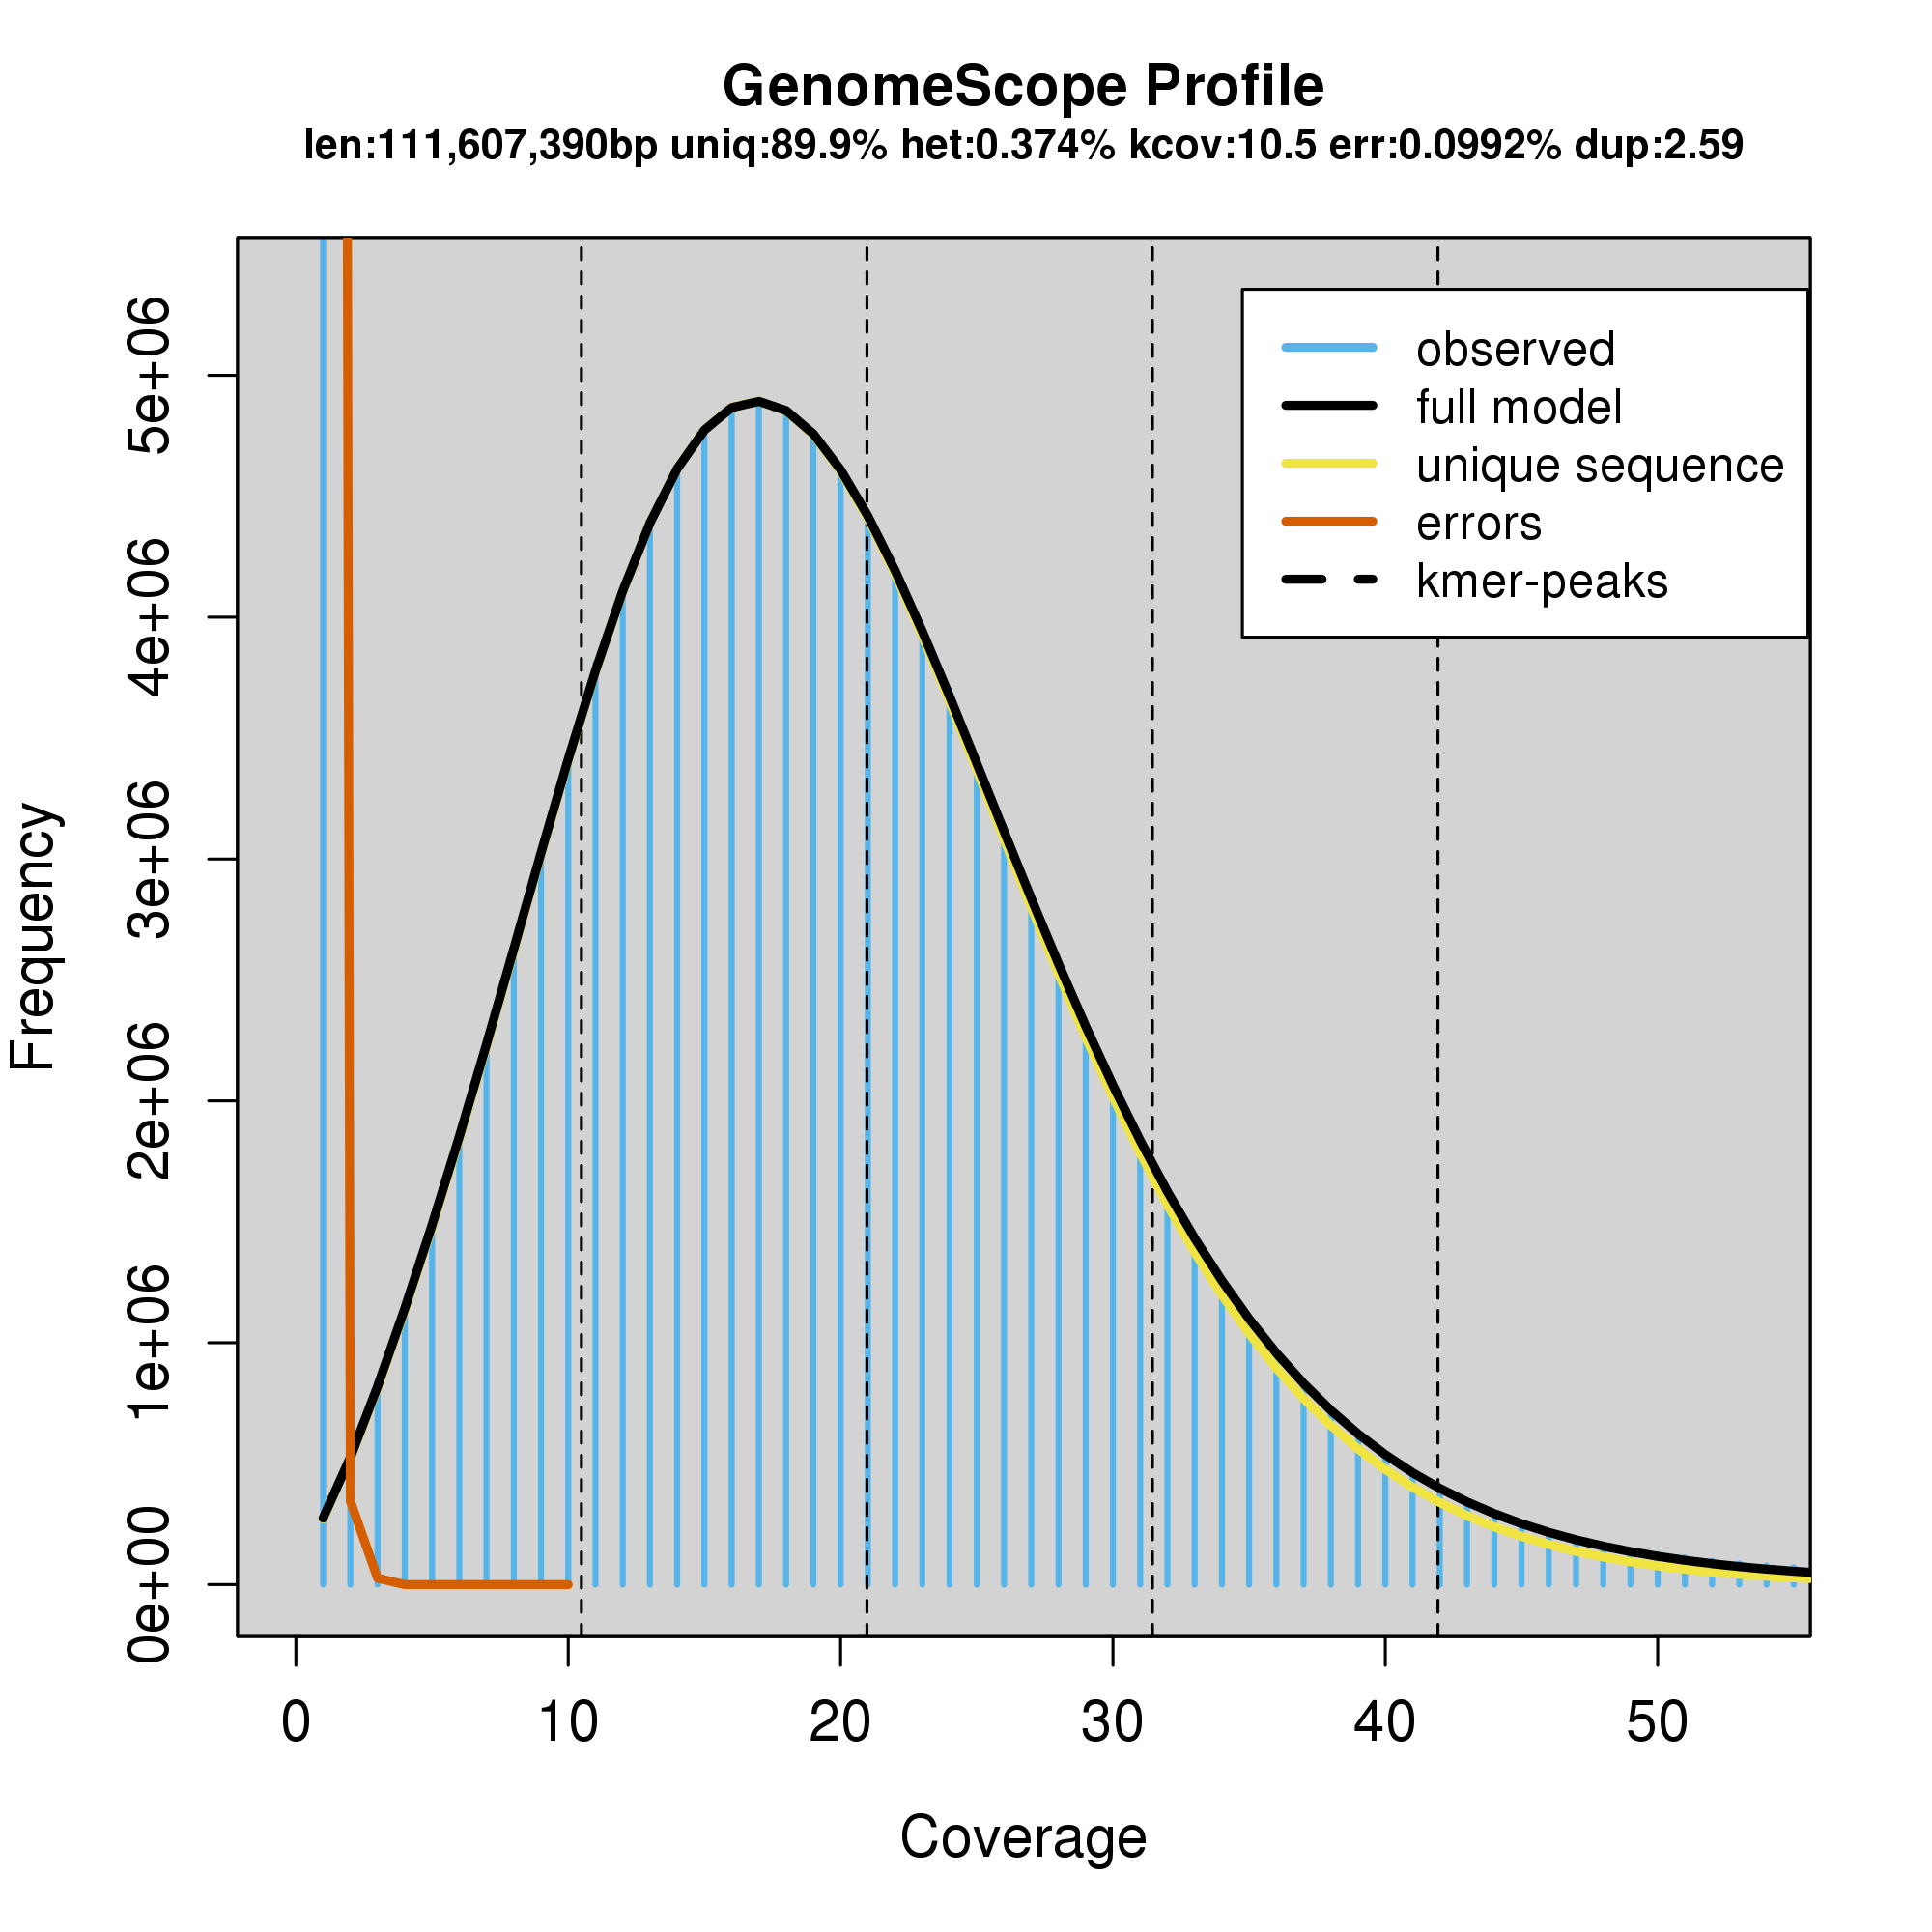 GenomeScope Profile
len:111,607,390bp uniq:89.9% het:0.374% kcov:10.5 err:0.0992% dup:2.59
observed
full model
unique sequence
errors
kmer-peaks
Frequency
5e+06
4e+06
3e+06
2e+06
1e+06
0e+00
0 10 20 30 40 50
Coverage